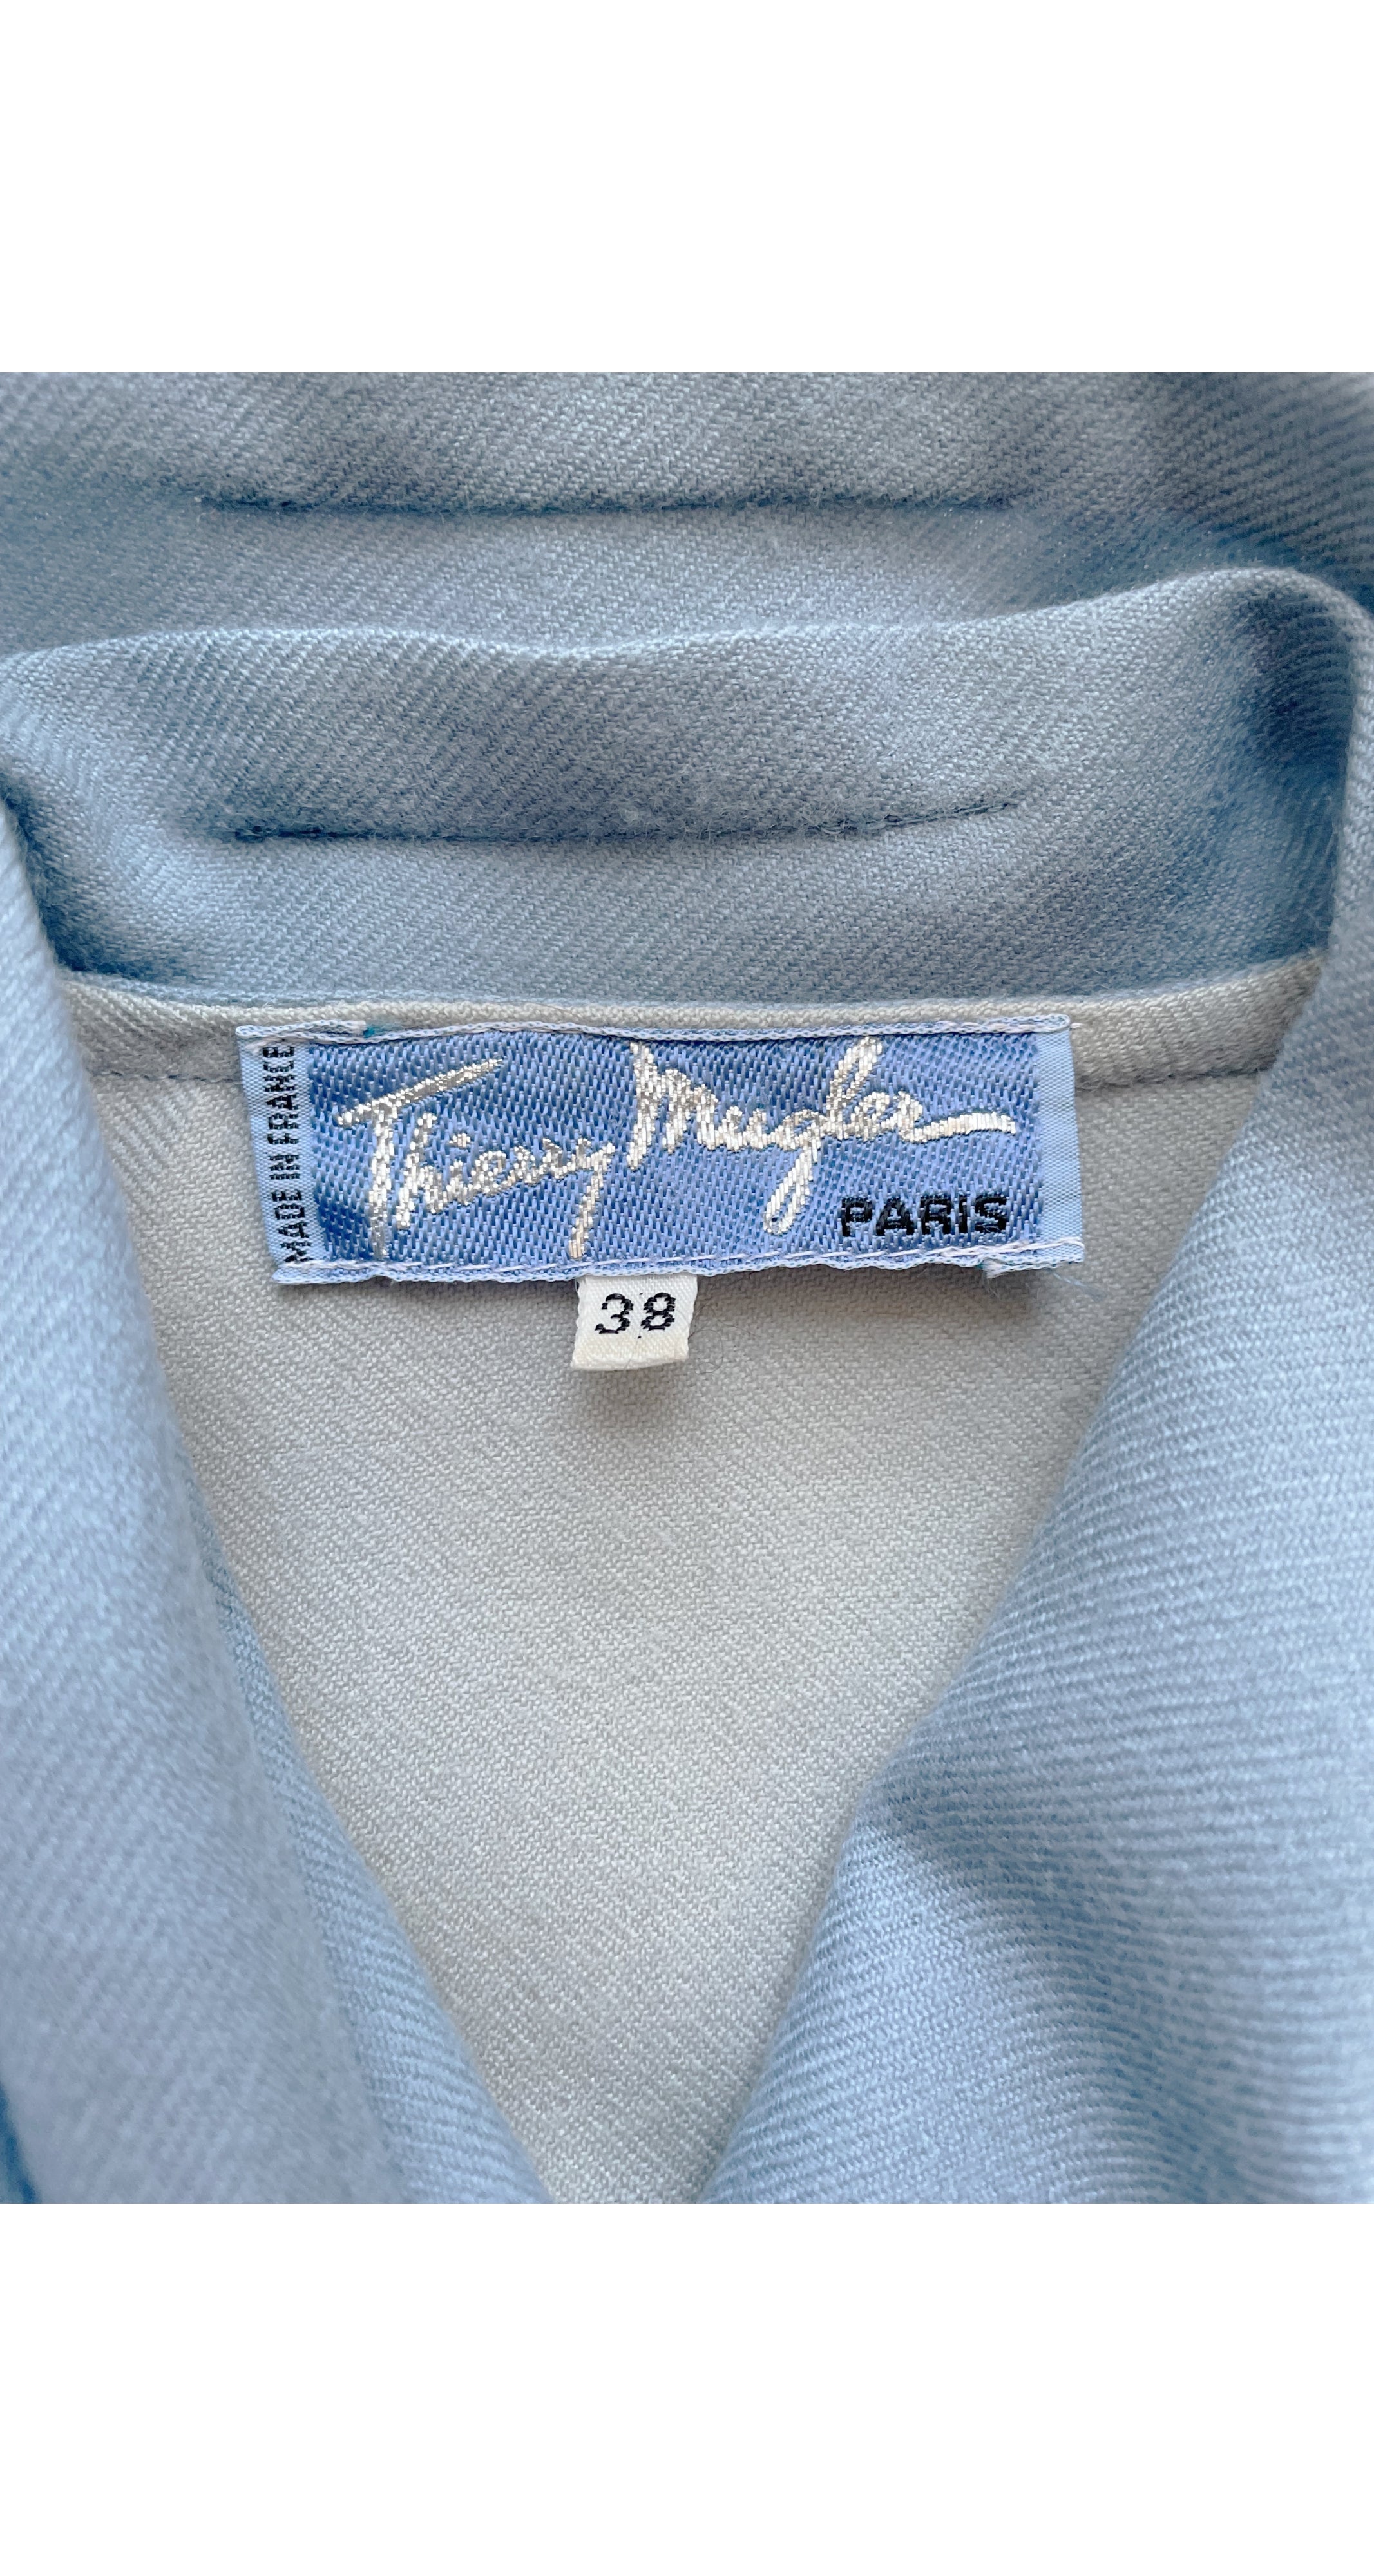 MADE IN FRANCE
Thierry Mugler
PARIS
38